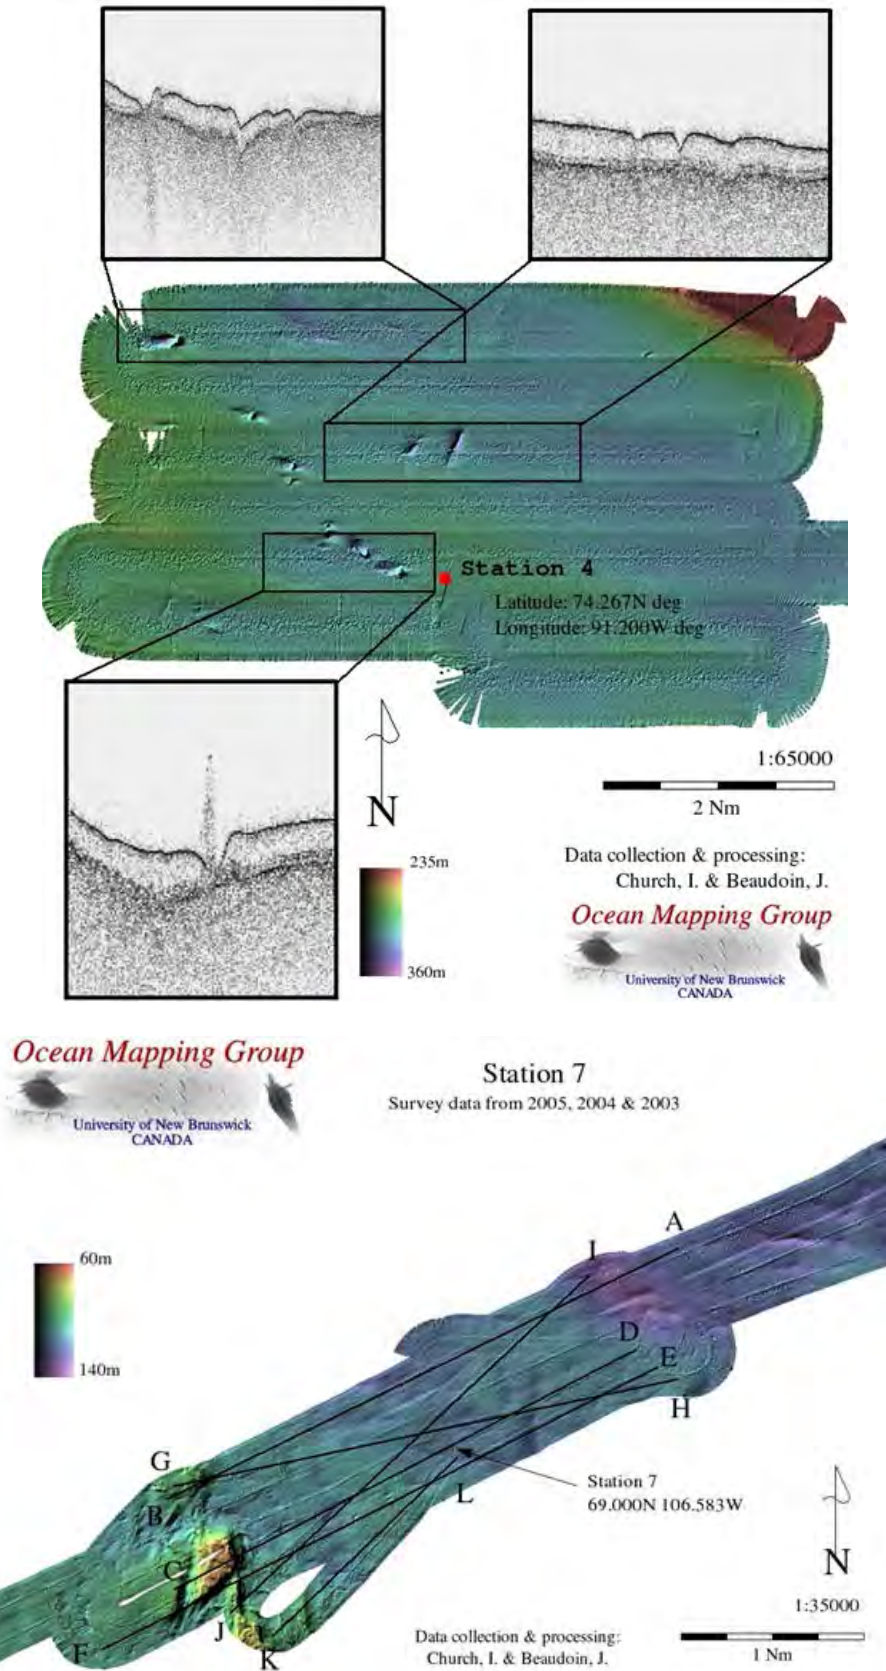 Station 4
Latitude: 74.267N deg
Longitude: 91.200W deg
1:65000
2 Nm
N
235m
360m
Data collection & processing:
Church, I. & Beaudoin, J.
Ocean Mapping Group
University of New Brunswick
CANADA
Ocean Mapping Group
University of New Brunswick
CANADA
Station 7
Survey data from 2005, 2004 & 2003
60m
140m
A
I
D
E
H
G
B
L
Station 7
69.000N 106.583W
C
J
F
K
N
1:35000
1 Nm
Data collection & processing:
Church, I. & Beaudoin, J.